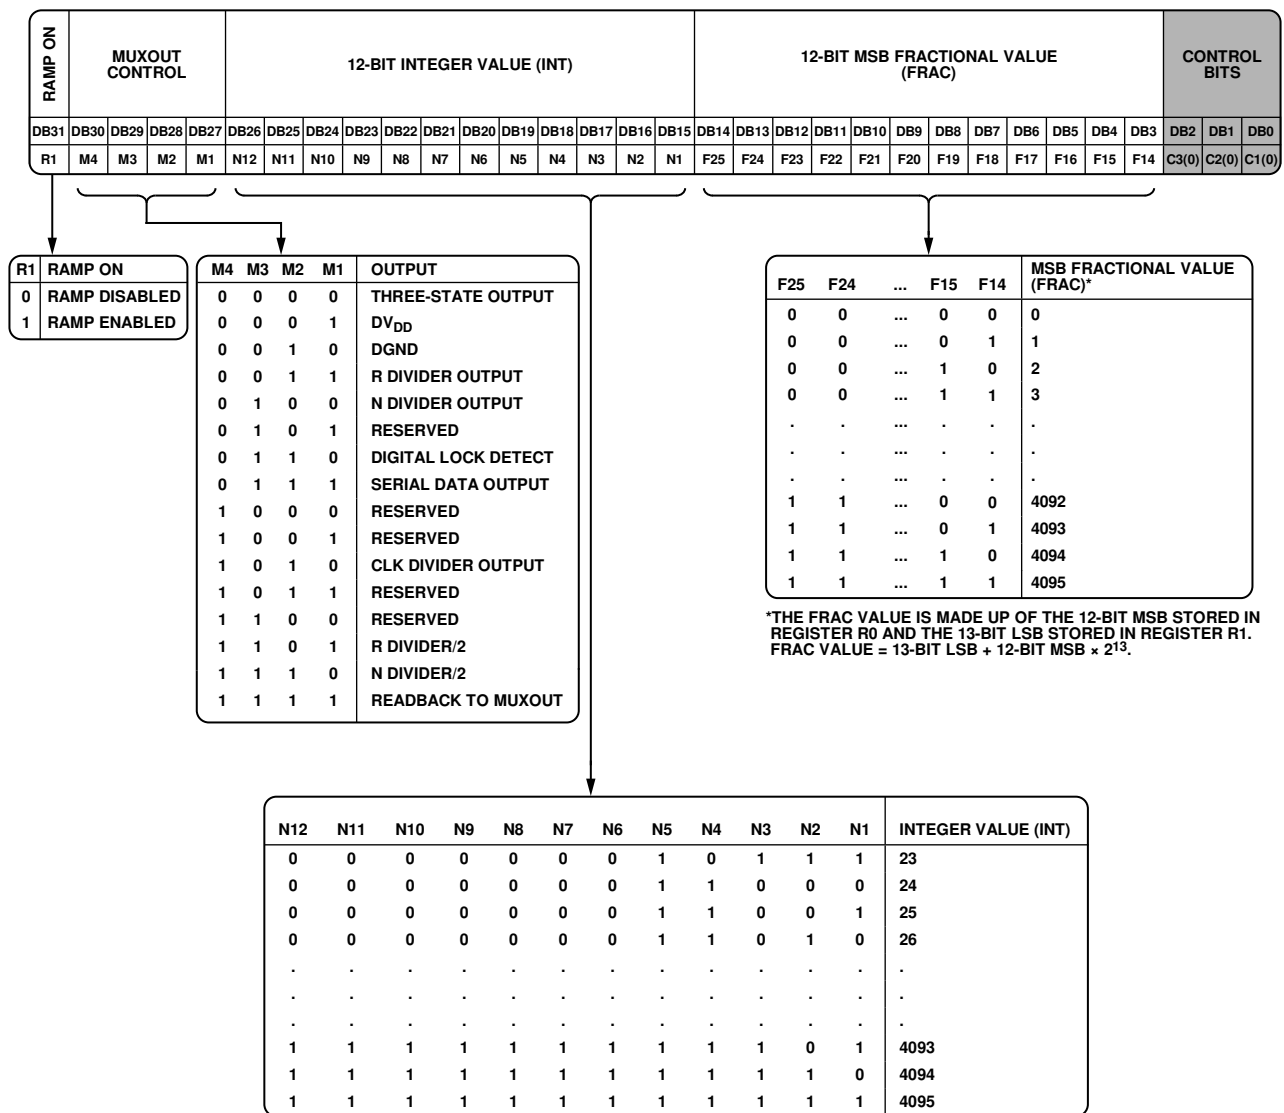 RAMP ON
MUXOUT
CONTROL
12-BIT INTEGER VALUE (INT)
12-BIT MSB FRACTIONAL VALUE
(FRAC)
CONTROL
BITS
DB31 DB30 DB29 DB28 DB27 DB26 DB25 DB24 DB23 DB22 DB21 DB20 DB19 DB18 DB17 DB16 DB15 DB14 DB13 DB12 DB11 DB10 DB9 DB8 DB7 DB6 DB5 DB4 DB3 DB2 DB1 DB0
R1 M4 M3 M2 M1 N12 N11 N10 N9 N8 N7 N6 N5 N4 N3 N2 N1 F25 F24 F23 F22 F21 F20 F19 F18 F17 F16 F15 F14 C3(0) C2(0) C1(0)
R1 RAMP ON
0 RAMP DISABLED
1 RAMP ENABLED
M4 M3 M2 M1 OUTPUT
0 0 0 0 THREE-STATE OUTPUT
0 0 0 1 DVDD
0 0 1 0 DGND
0 0 1 1 R DIVIDER OUTPUT
0 1 0 0 N DIVIDER OUTPUT
0 1 0 1 RESERVED
0 1 1 0 DIGITAL LOCK DETECT
0 1 1 1 SERIAL DATA OUTPUT
1 0 0 0 RESERVED
1 0 0 1 RESERVED
1 0 1 0 CLK DIVIDER OUTPUT
1 0 1 1 RESERVED
1 1 0 0 RESERVED
1 1 0 1 R DIVIDER/2
1 1 1 0 N DIVIDER/2
1 1 1 1 READBACK TO MUXOUT
F25 F24 ... F15 F14 MSB FRACTIONAL VALUE
(FRAC)*
0 0 ... 0 0 0
0 0 ... 0 1 1
0 0 ... 1 0 2
0 0 ... 1 1 3
. . ... . . .
. . ... . . .
. . ... . . .
1 1 ... 0 0 4092
1 1 ... 0 1 4093
1 1 ... 1 0 4094
1 1 ... 1 1 4095
*THE FRAC VALUE IS MADE UP OF THE 12-BIT MSB STORED IN
REGISTER R0 AND THE 13-BIT LSB STORED IN REGISTER R1.
FRAC VALUE = 13-BIT LSB + 12-BIT MSB × 2¹³.
N12 N11 N10 N9 N8 N7 N6 N5 N4 N3 N2 N1 INTEGER VALUE (INT)
0 0 0 0 0 0 0 1 0 1 1 1 23
0 0 0 0 0 0 0 1 1 0 0 0 24
0 0 0 0 0 0 0 1 1 0 0 1 25
0 0 0 0 0 0 0 1 1 0 1 0 26
. . . . . . . . . . . . .
. . . . . . . . . . . . .
. . . . . . . . . . . . .
1 1 1 1 1 1 1 1 1 1 0 1 4093
1 1 1 1 1 1 1 1 1 1 1 0 4094
1 1 1 1 1 1 1 1 1 1 1 1 4095